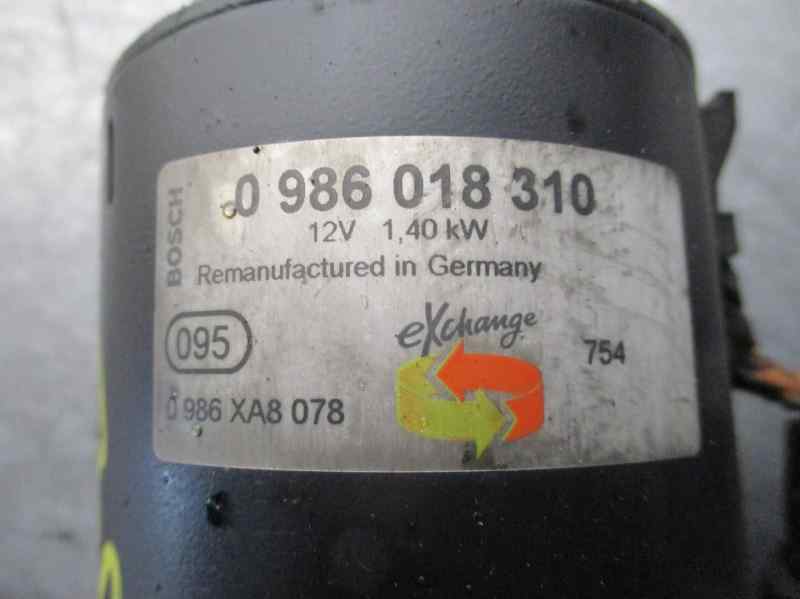 BOSCH
0 986 018 310
12V 1,40 kW
Remanufactured in Germany
095
eXchange
754
0 986 XA8 078